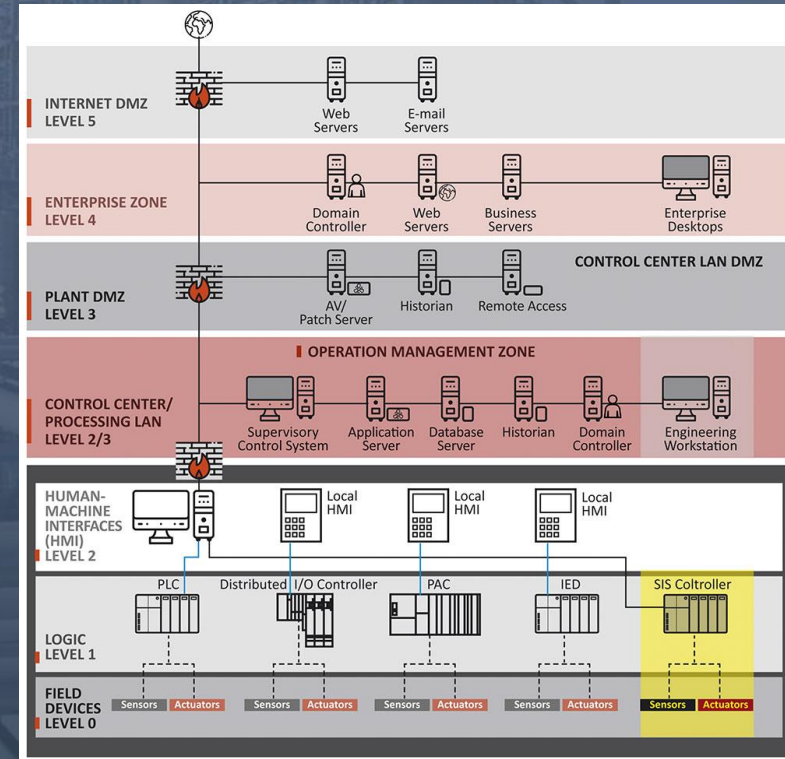 INTERNET DMZ
LEVEL 5
Web
Servers
E-mail
Servers
ENTERPRISE ZONE
LEVEL 4
Domain
Controller
Web
Servers
Business
Servers
Enterprise
Desktops
CONTROL CENTER LAN DMZ
PLANT DMZ
LEVEL 3
AV/
Patch Server
Historian
Remote Access
OPERATION MANAGEMENT ZONE
CONTROL CENTER/
PROCESSING LAN
LEVEL 2/3
Supervisory
Control System
Application
Server
Database
Server
Historian
Domain
Controller
Engineering
Workstation
HUMAN-
MACHINE
INTERFACES
(HMI)
LEVEL 2
Local
HMI
Local
HMI
Local
HMI
PLC
Distributed I/O Controller
PAC
IED
SIS Coltroller
LOGIC
LEVEL 1
FIELD
DEVICES
LEVEL 0
Sensors
Actuators
Sensors
Actuators
Sensors
Actuators
Sensors
Actuators
Sensors
Actuators